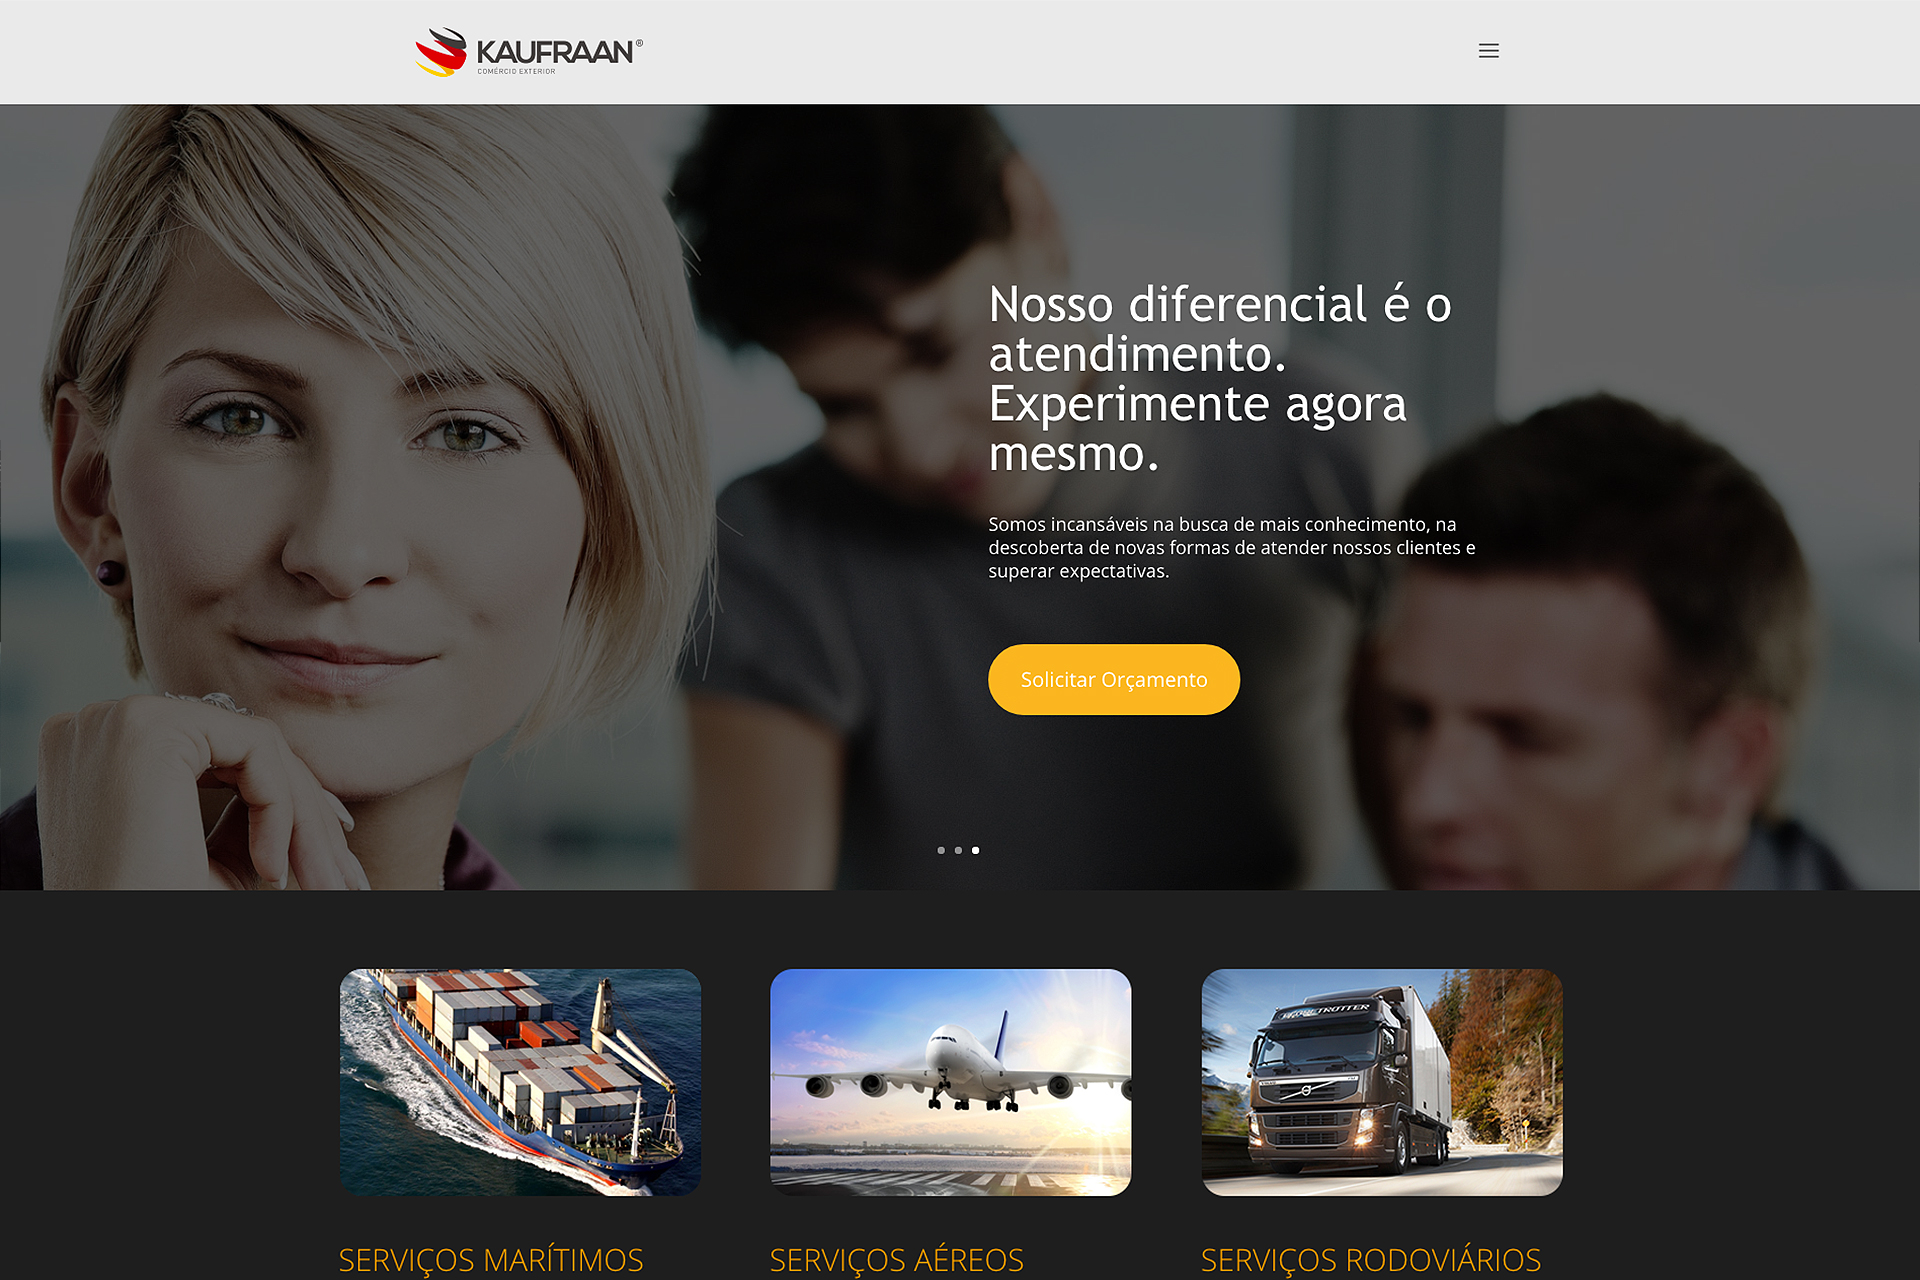 KAUFRAAN®
COMÉRCIO EXTERIOR
Nosso diferencial é o
atendimento.
Experimente agora
mesmo.
Somos incansáveis na busca de mais conhecimento, na
descoberta de novas formas de atender nossos clientes e
superar expectativas.
Solicitar Orçamento
SERVIÇOS MARÍTIMOS
SERVIÇOS AÉREOS
SERVIÇOS RODOVIÁRIOS